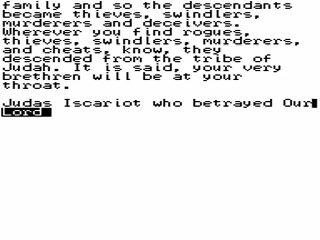 family and so the descendants
became thieves, swindlers,
murderers and deceivers.
Wherever you find rogues,
thieves, swindlers, murderers,
and cheats, know, they
descended from the tribe of
Judah. It is said, your very
brethren will be at your
throat.
Judas Iscariot who betrayed Our
Lord